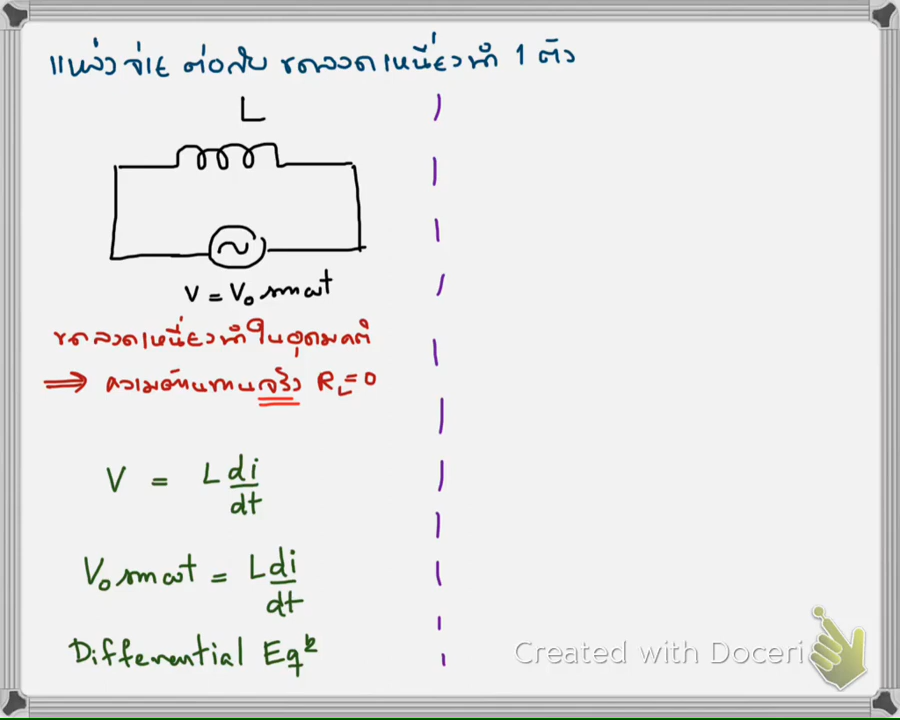 แหล่งจ่าย ต่อกับ ขดลวดเหนี่ยวนำ 1 ตัว
L
V = V₀ sin ωt
ขดลวดเหนี่ยวนำในอุดมคติ
⇒ ความต้านทานจริง R_L = 0
V = L di/dt
V₀ sin ωt = L di/dt
Differential Eqⁿ
Created with Doceri